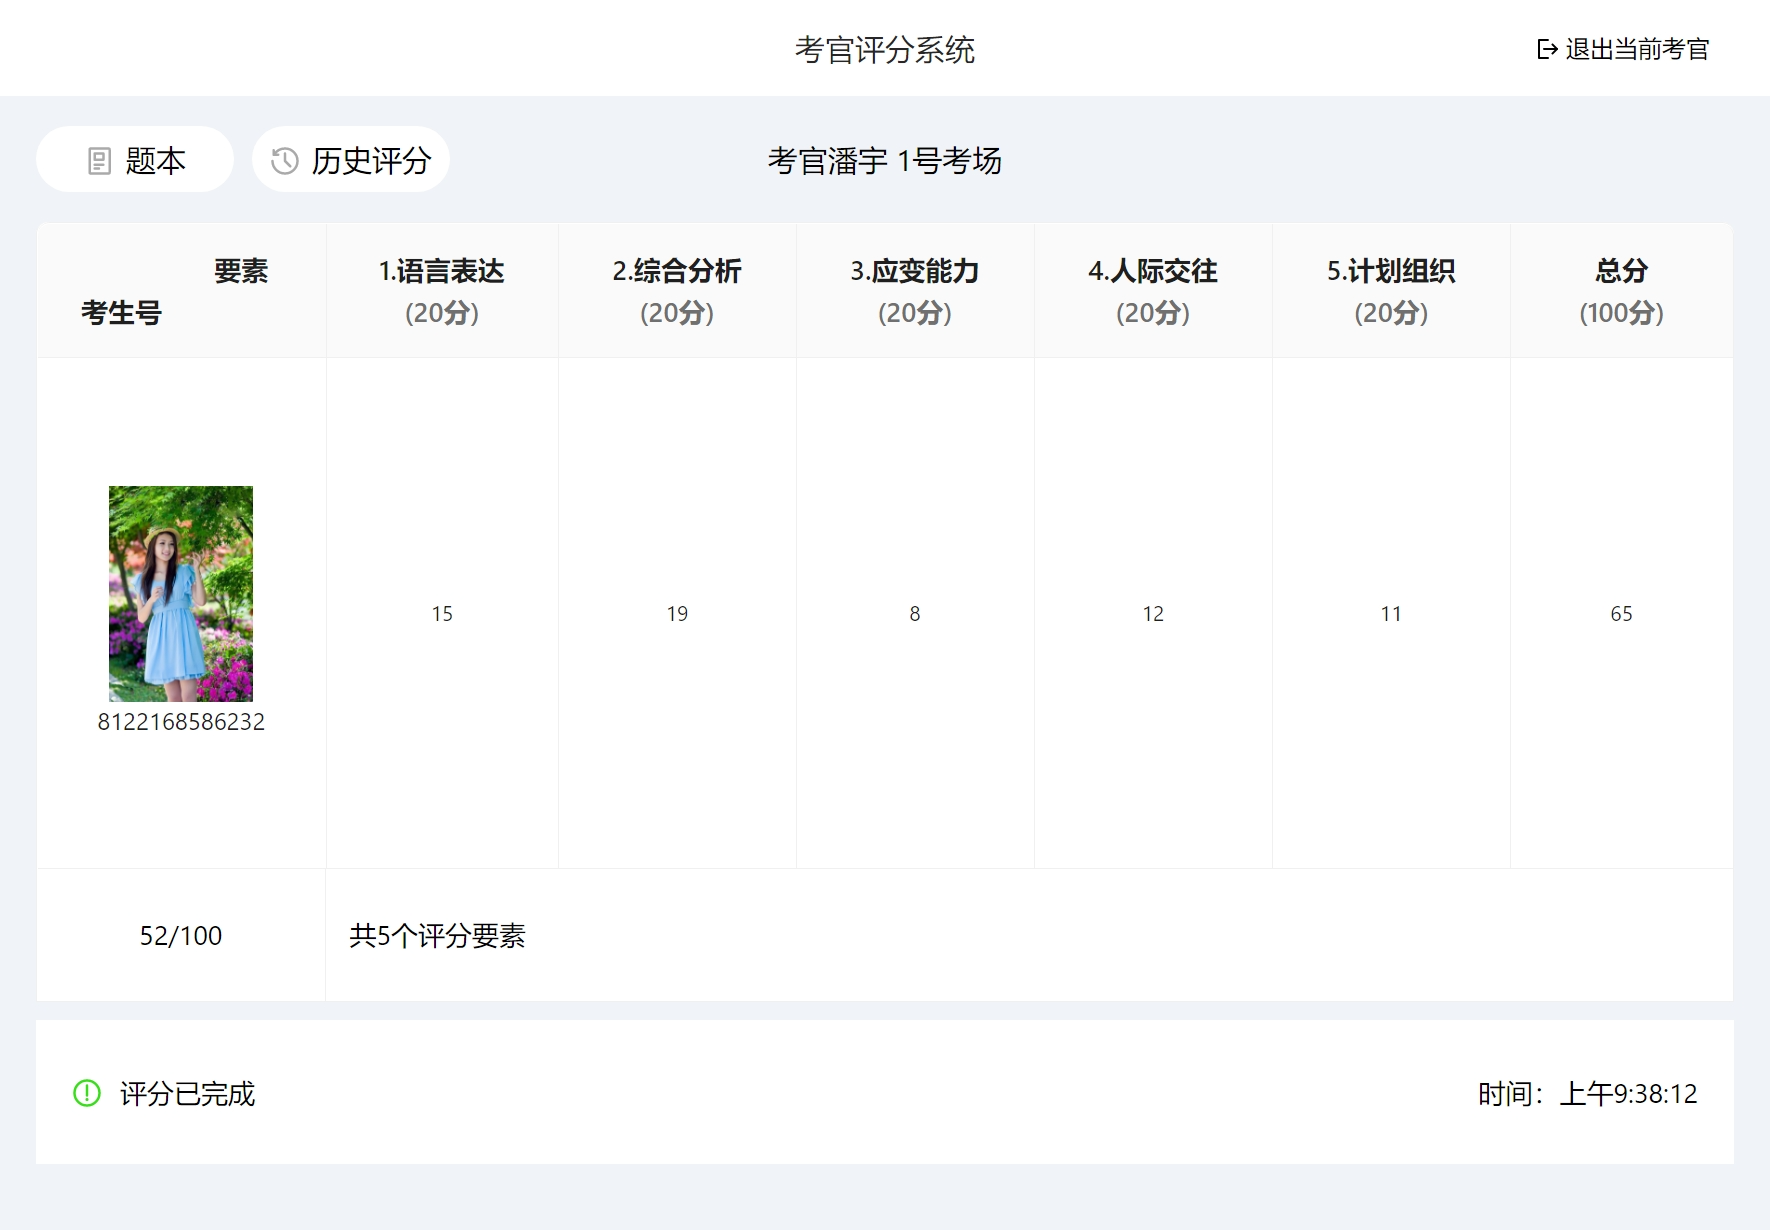 考官评分系统
退出当前考官
题本
历史评分
考官潘宇 1号考场
要素
考生号
1.语言表达
(20分)
2.综合分析
(20分)
3.应变能力
(20分)
4.人际交往
(20分)
5.计划组织
(20分)
总分
(100分)
8122168586232
15
19
8
12
11
65
52/100
共5个评分要素
评分已完成
时间：上午9:38:12